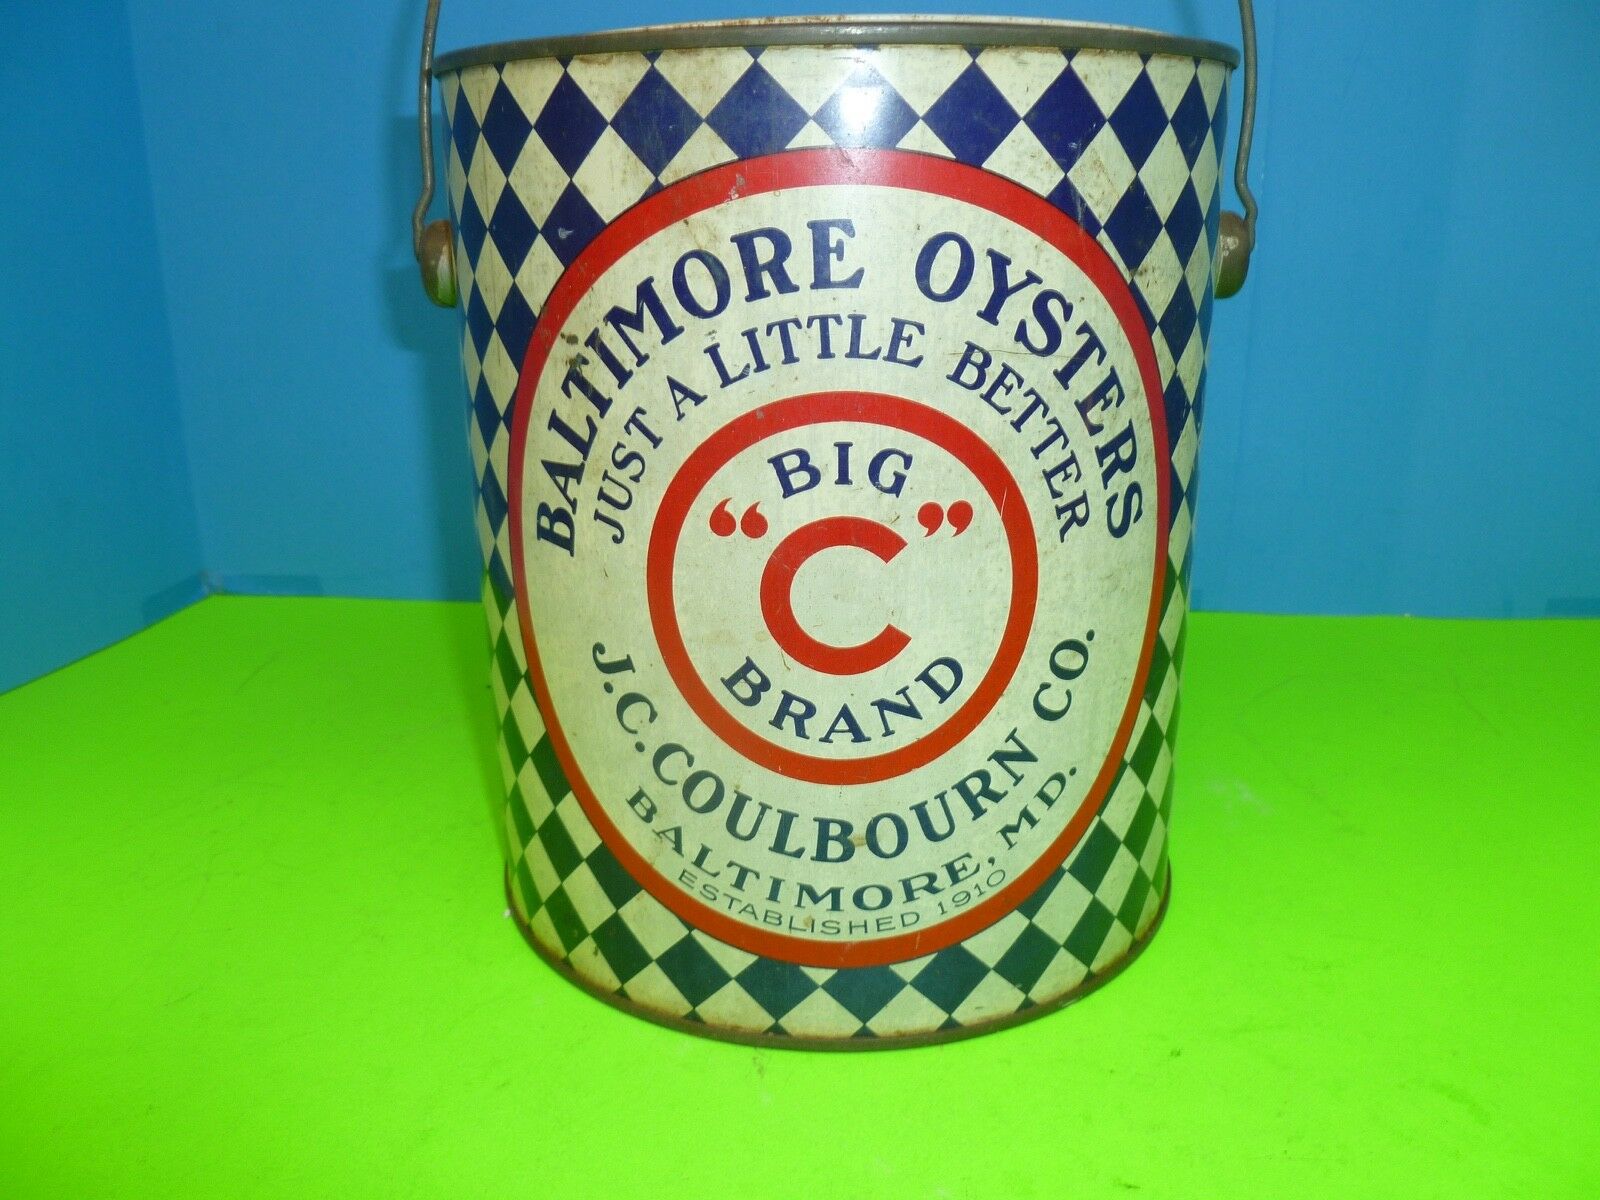 BALTIMORE OYSTERS
JUST A LITTLE BETTER
BIG
“C”
BRAND
J.C. COULBOURN CO.
BALTIMORE, MD.
ESTABLISHED 1910